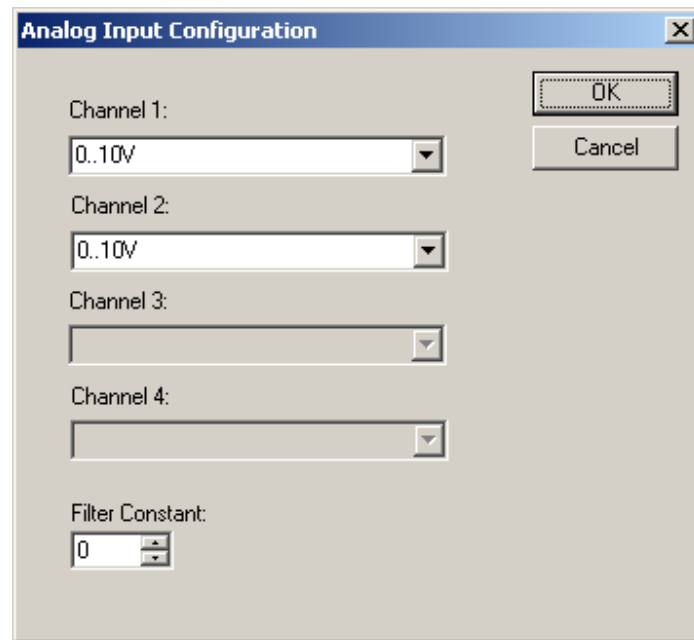 Analog Input Configuration
Channel 1:
0..10V
OK
Cancel
Channel 2:
0..10V
Channel 3:
Channel 4:
Filter Constant:
0